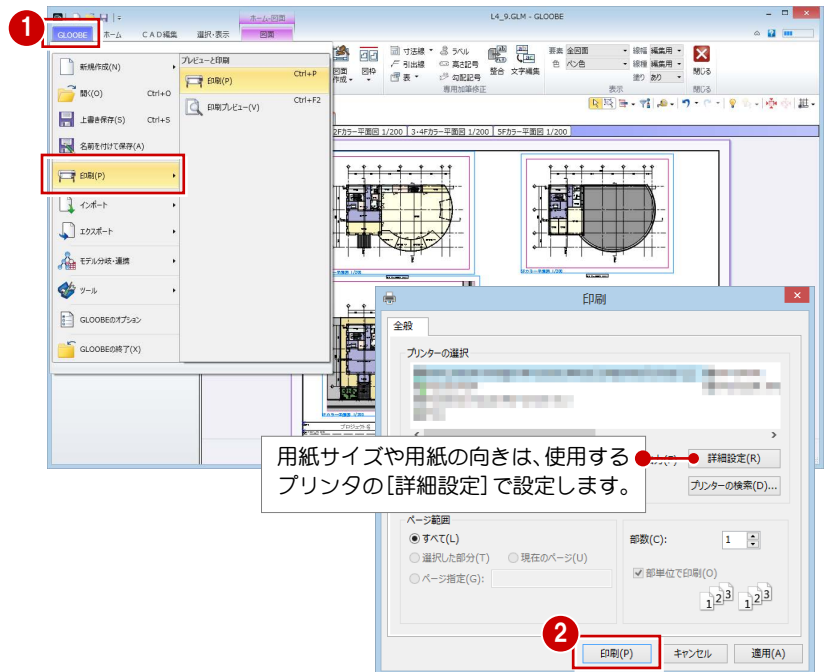 1
ホーム-図面
L4_9.GLM - GLOOBE
GLOOBE ホーム CAD編集 選択・表示 図面
新規作成(N)
開く(O) Ctrl+O
上書き保存(S) Ctrl+S
名前を付けて保存(A)
印刷(P)
インポート
エクスポート
モデル分岐・連携
ツール
GLOOBEのオプション
GLOOBEの終了(X)
プレビューと印刷
印刷(P) Ctrl+P
印刷プレビュー(V) Ctrl+F2
図面作成 図枠
寸法線 ラベル
引出線 高さ記号
表 勾配記号
整合 文字編集
専用加筆修正
要素 全図面 線幅 編集用
色 ペン色 線種 編集用
塗り あり
表示
閉じる
閉じる
2Fカラー平面図 1/200 3・4Fカラー平面図 1/200 5Fカラー平面図 1/200
印刷
全般
プリンターの選択
用紙サイズや用紙の向きは、使用する
プリンタの[詳細設定]で設定します。
詳細設定(R)
プリンターの検索(D)...
ページ範囲
すべて(L)
選択した部分(T) 現在のページ(U)
ページ指定(G):
部数(C): 1
部単位で印刷(O)
1 2 3 1 2 3
2
印刷(P) キャンセル 適用(A)